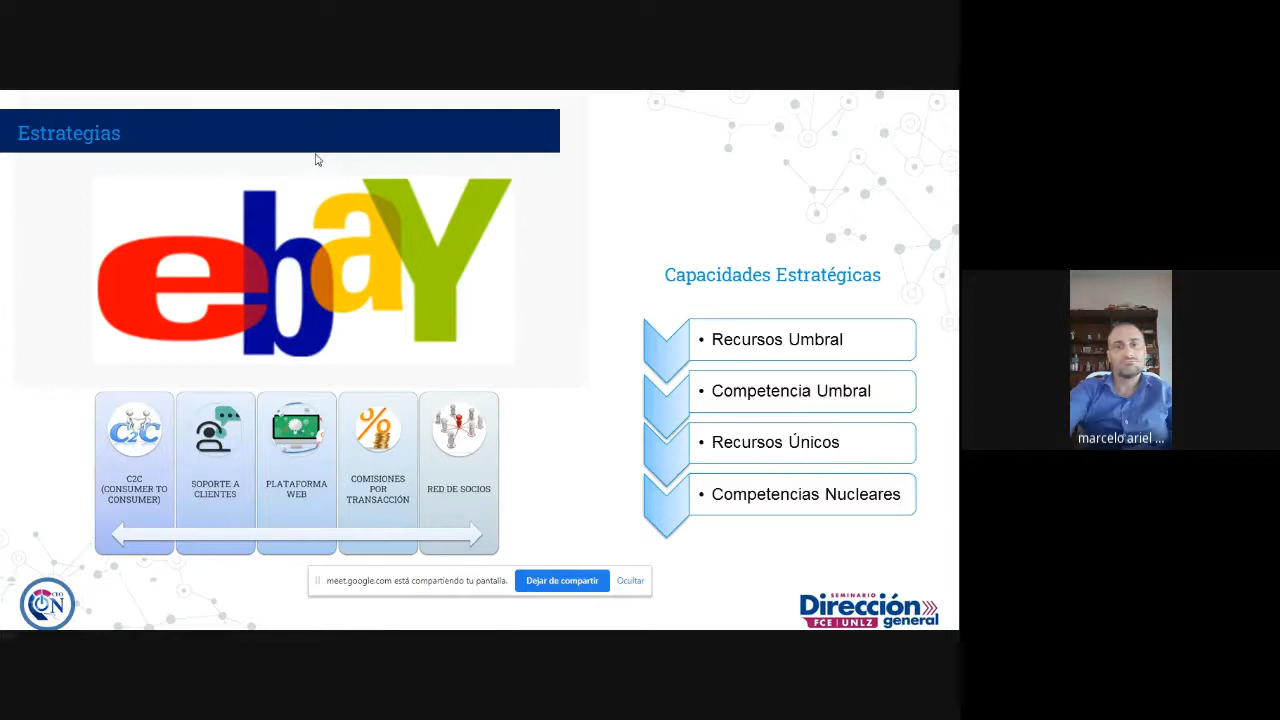 Estrategias
ebaY
C2C
C2C
(CONSUMER TO
CONSUMER)
SOPORTE A
CLIENTES
PLATAFORMA
WEB
%
COMISIONES
POR
TRANSACCIÓN
RED DE SOCIOS
Capacidades Estratégicas
• Recursos Umbral
• Competencia Umbral
• Recursos Únicos
• Competencias Nucleares
meet.google.com está compartiendo tu pantalla.
Dejar de compartir
Ocultar
CEO
ON
SEMINARIO
Dirección
FCE | UNLZ general
marcelo ariel ...